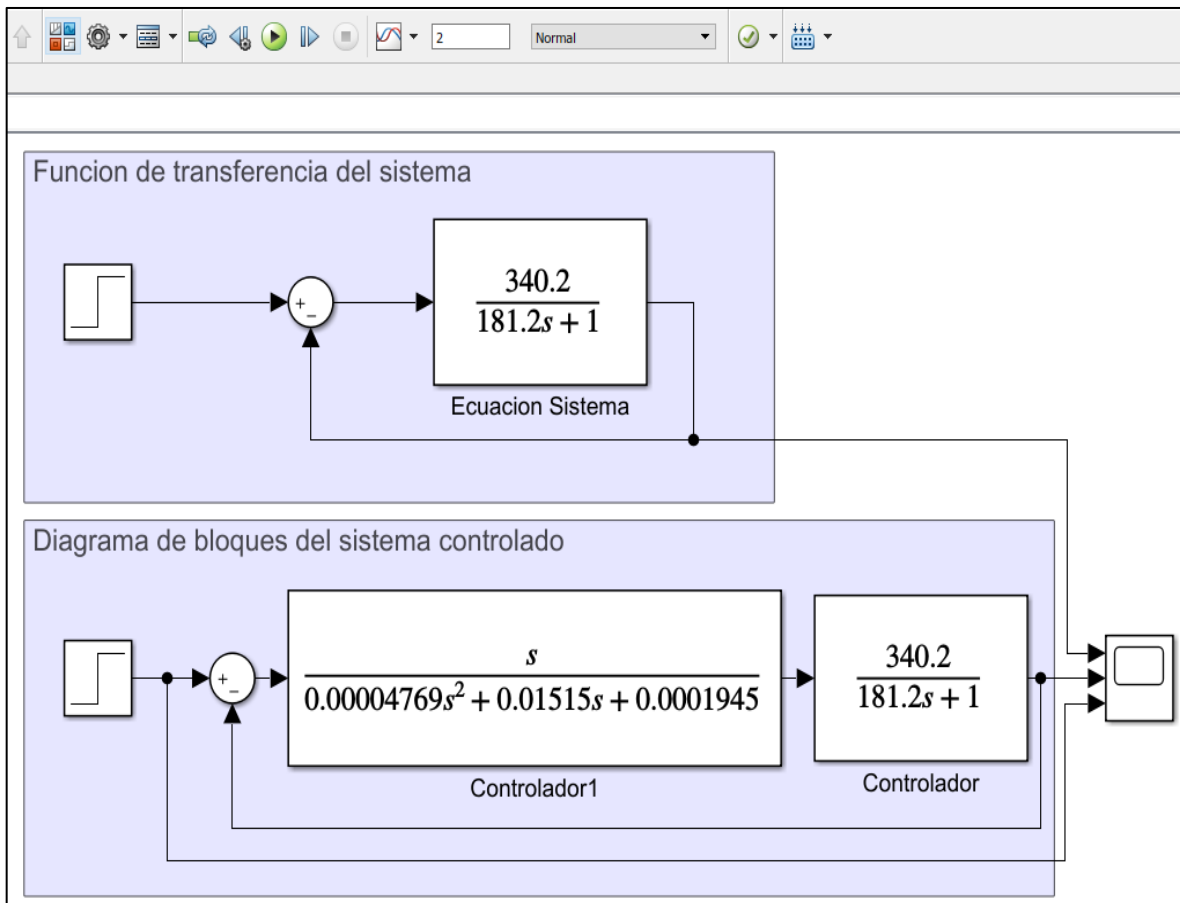 2
Normal
Funcion de transferencia del sistema
+
−
340.2
181.2s + 1
Ecuacion Sistema
Diagrama de bloques del sistema controlado
+
−
s
0.00004769s² + 0.01515s + 0.0001945
Controlador1
340.2
181.2s + 1
Controlador